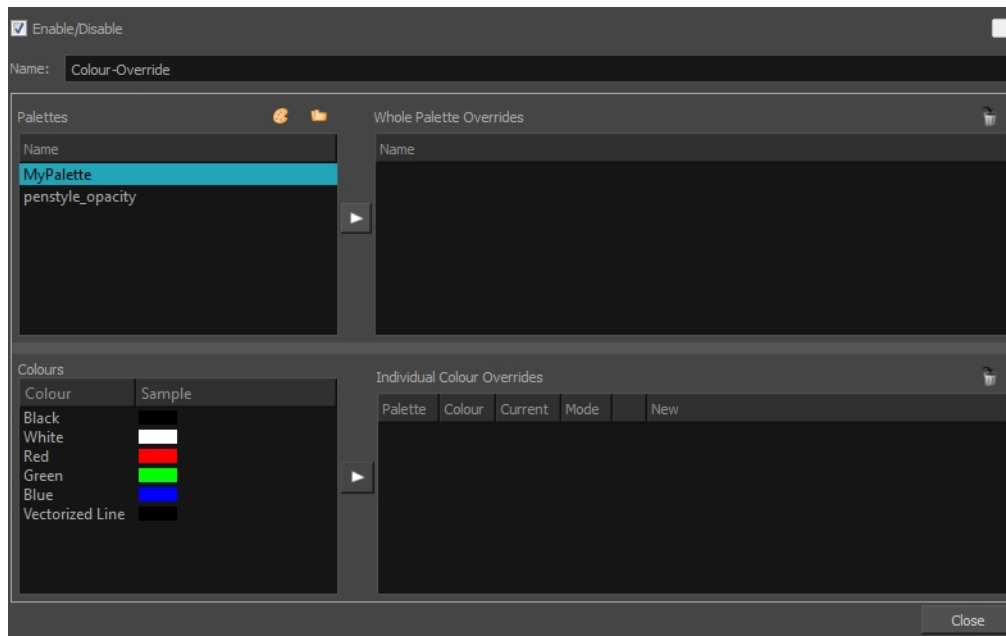 Enable/Disable
Name: Colour-Override
Palettes
Whole Palette Overrides
Name
Name
MyPalette
penstyle_opacity
Colours
Individual Colour Overrides
Colour Sample
Palette Colour Current Mode New
Black
White
Red
Green
Blue
Vectorized Line
Close